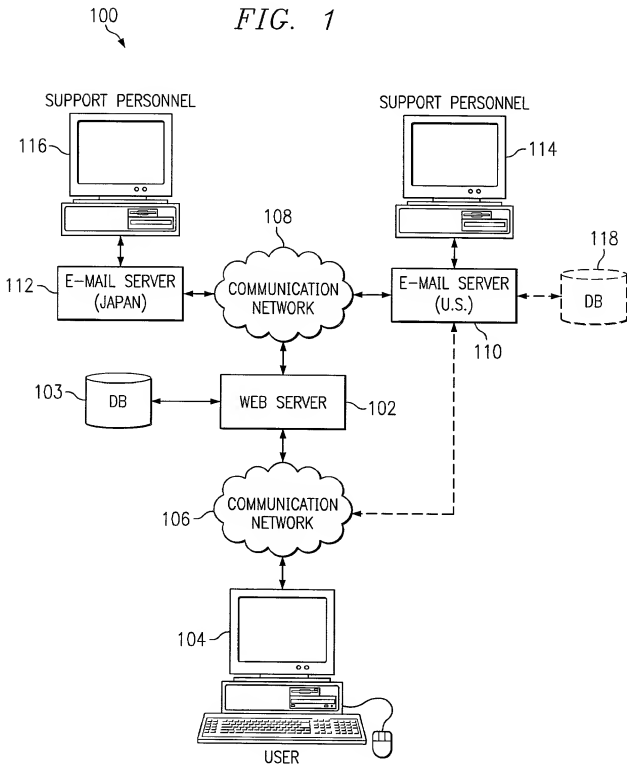 100
FIG. 1
SUPPORT PERSONNEL
SUPPORT PERSONNEL
116
114
108
118
112
E-MAIL SERVER
(JAPAN)
COMMUNICATION
NETWORK
E-MAIL SERVER
(U.S.)
DB
110
103
DB
WEB SERVER
102
106
COMMUNICATION
NETWORK
104
USER